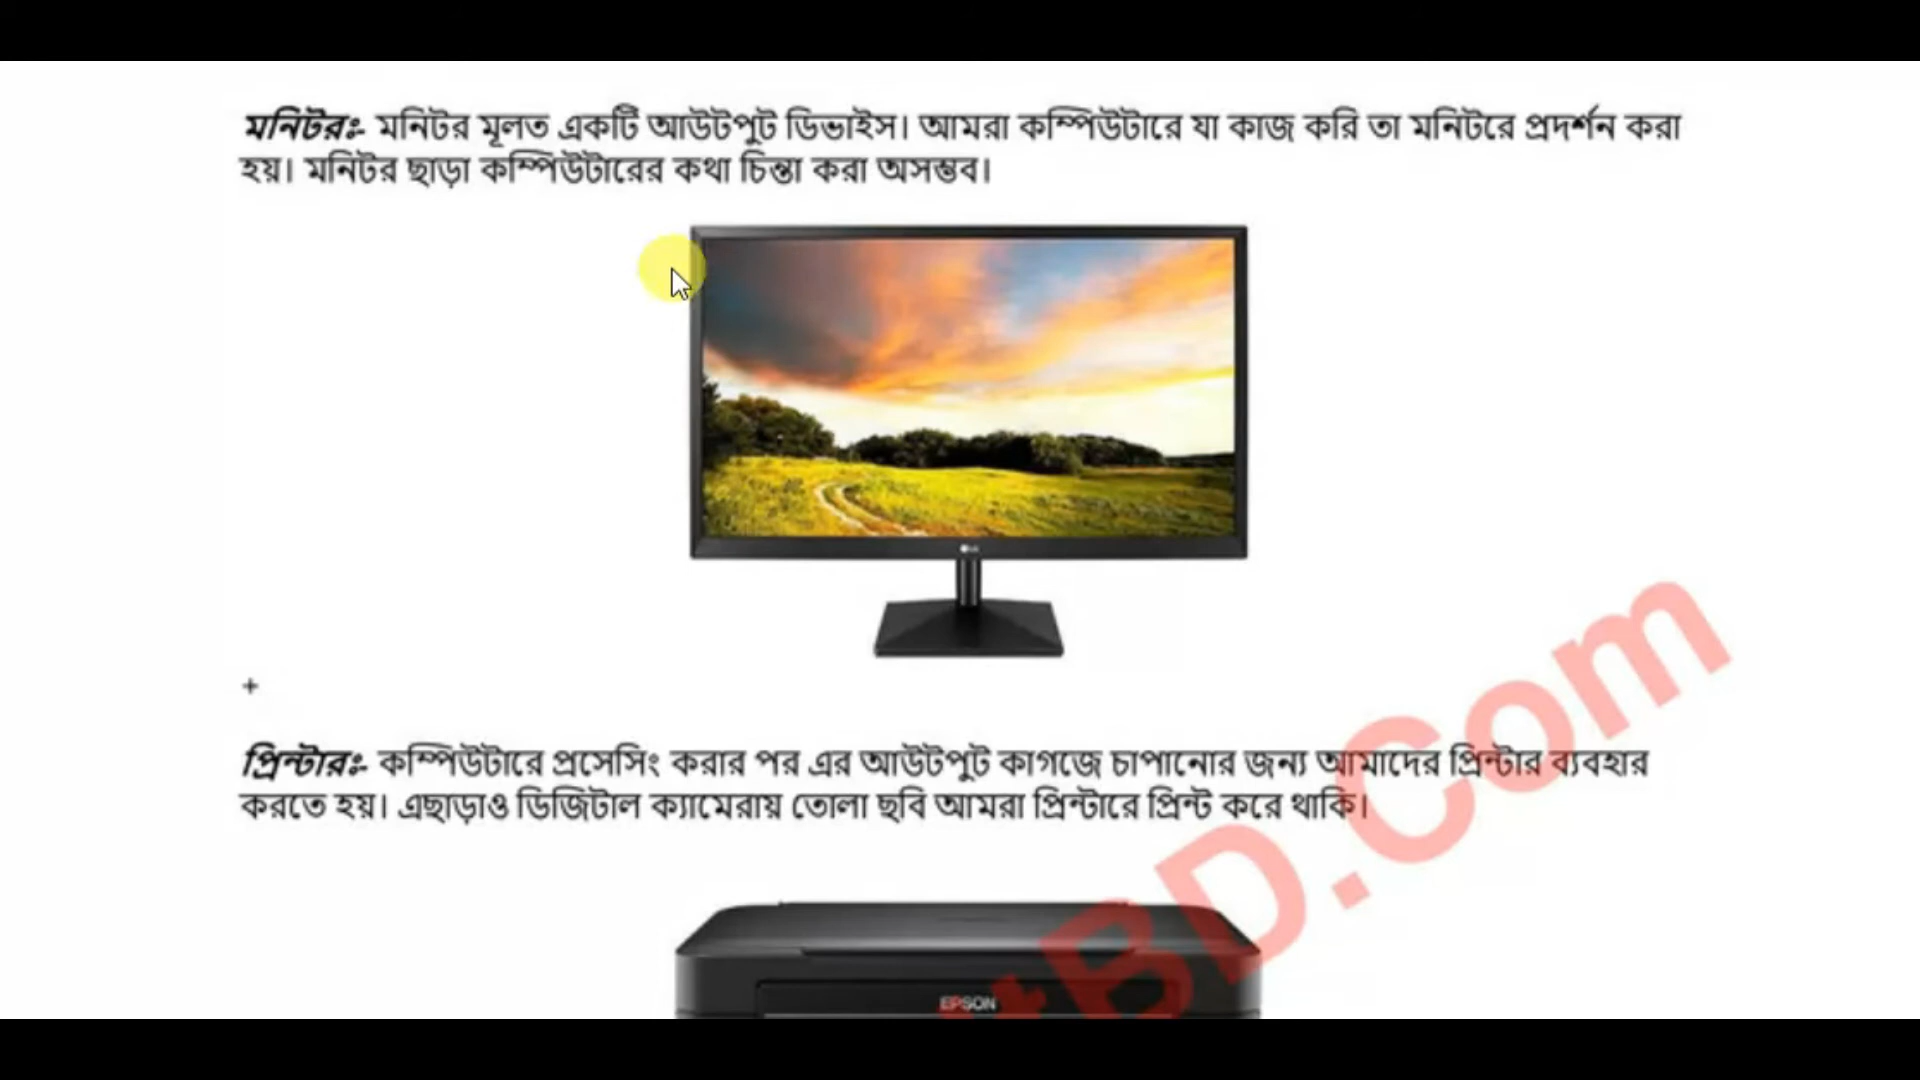 মনিটরঃ- মনিটর মূলত একটি আউটপুট ডিভাইস। আমরা কম্পিউটারে যা কাজ করি তা মনিটরে প্রদর্শন করা
হয়। মনিটর ছাড়া কম্পিউটারের কথা চিন্তা করা অসম্ভব।
LG
+
প্রিন্টারঃ- কম্পিউটারে প্রসেসিং করার পর এর আউটপুট কাগজে চাপানোর জন্য আমাদের প্রিন্টার ব্যবহার
করতে হয়। এছাড়াও ডিজিটাল ক্যামেরায় তোলা ছবি আমরা প্রিন্টারে প্রিন্ট করে থাকি।
tBD.Com
EPSON